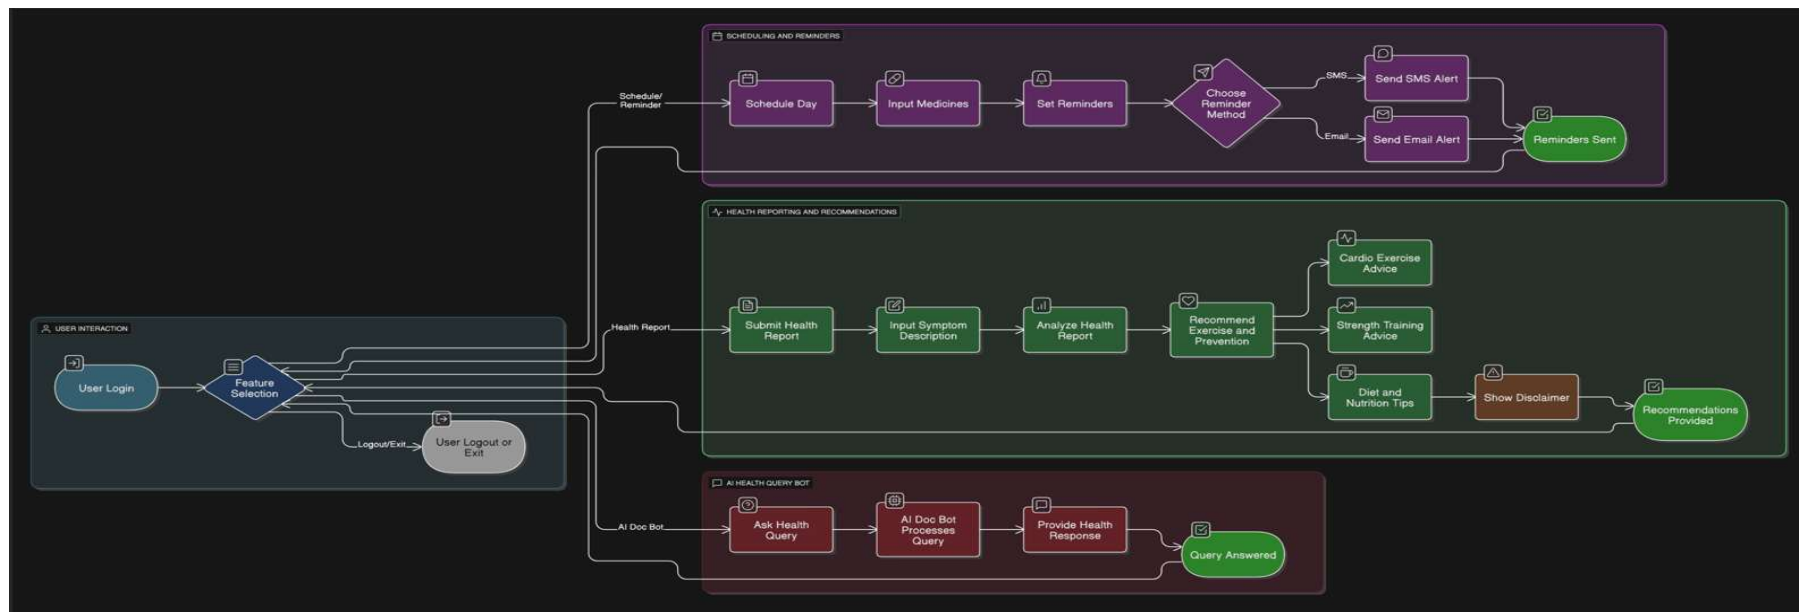 SCHEDULING AND REMINDERS
Schedule/
Reminder
Schedule Day
Input Medicines
Set Reminders
Choose
Reminder
Method
SMS
Send SMS Alert
Email
Send Email Alert
Reminders Sent
HEALTH REPORTING AND RECOMMENDATIONS
Health Report
Submit Health
Report
Input Symptom
Description
Analyze Health
Report
Recommend
Exercise and
Prevention
Cardio Exercise
Advice
Strength Training
Advice
Diet and
Nutrition Tips
Show Disclaimer
Recommendations
Provided
USER INTERACTION
User Login
Feature
Selection
Logout/Exit
User Logout or
Exit
AI HEALTH QUERY BOT
AI Doc Bot
Ask Health
Query
AI Doc Bot
Processes
Query
Provide Health
Response
Query Answered